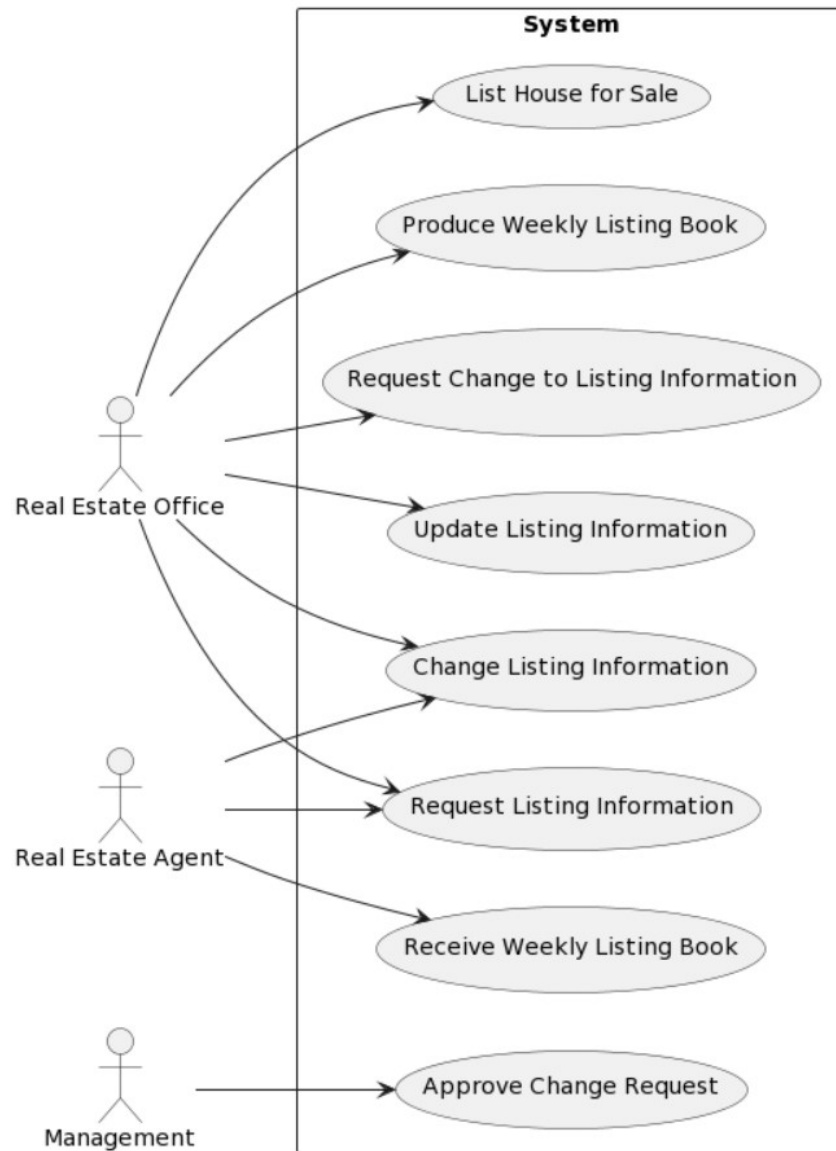 System
List House for Sale
Produce Weekly Listing Book
Request Change to Listing Information
Real Estate Office
Update Listing Information
Change Listing Information
Request Listing Information
Real Estate Agent
Receive Weekly Listing Book
Approve Change Request
Management